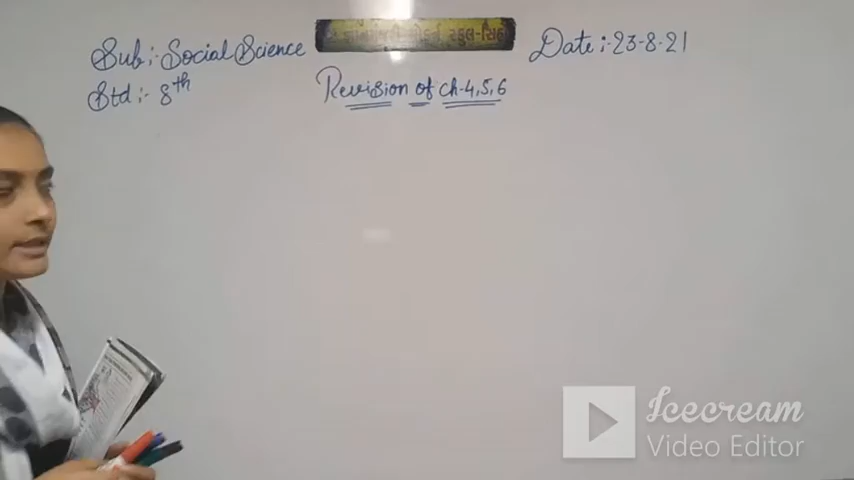 Sub :- Social Science
Date :- 23-8-21
Std :- 8th
Revision of ch-4,5,6
Icecream
Video Editor